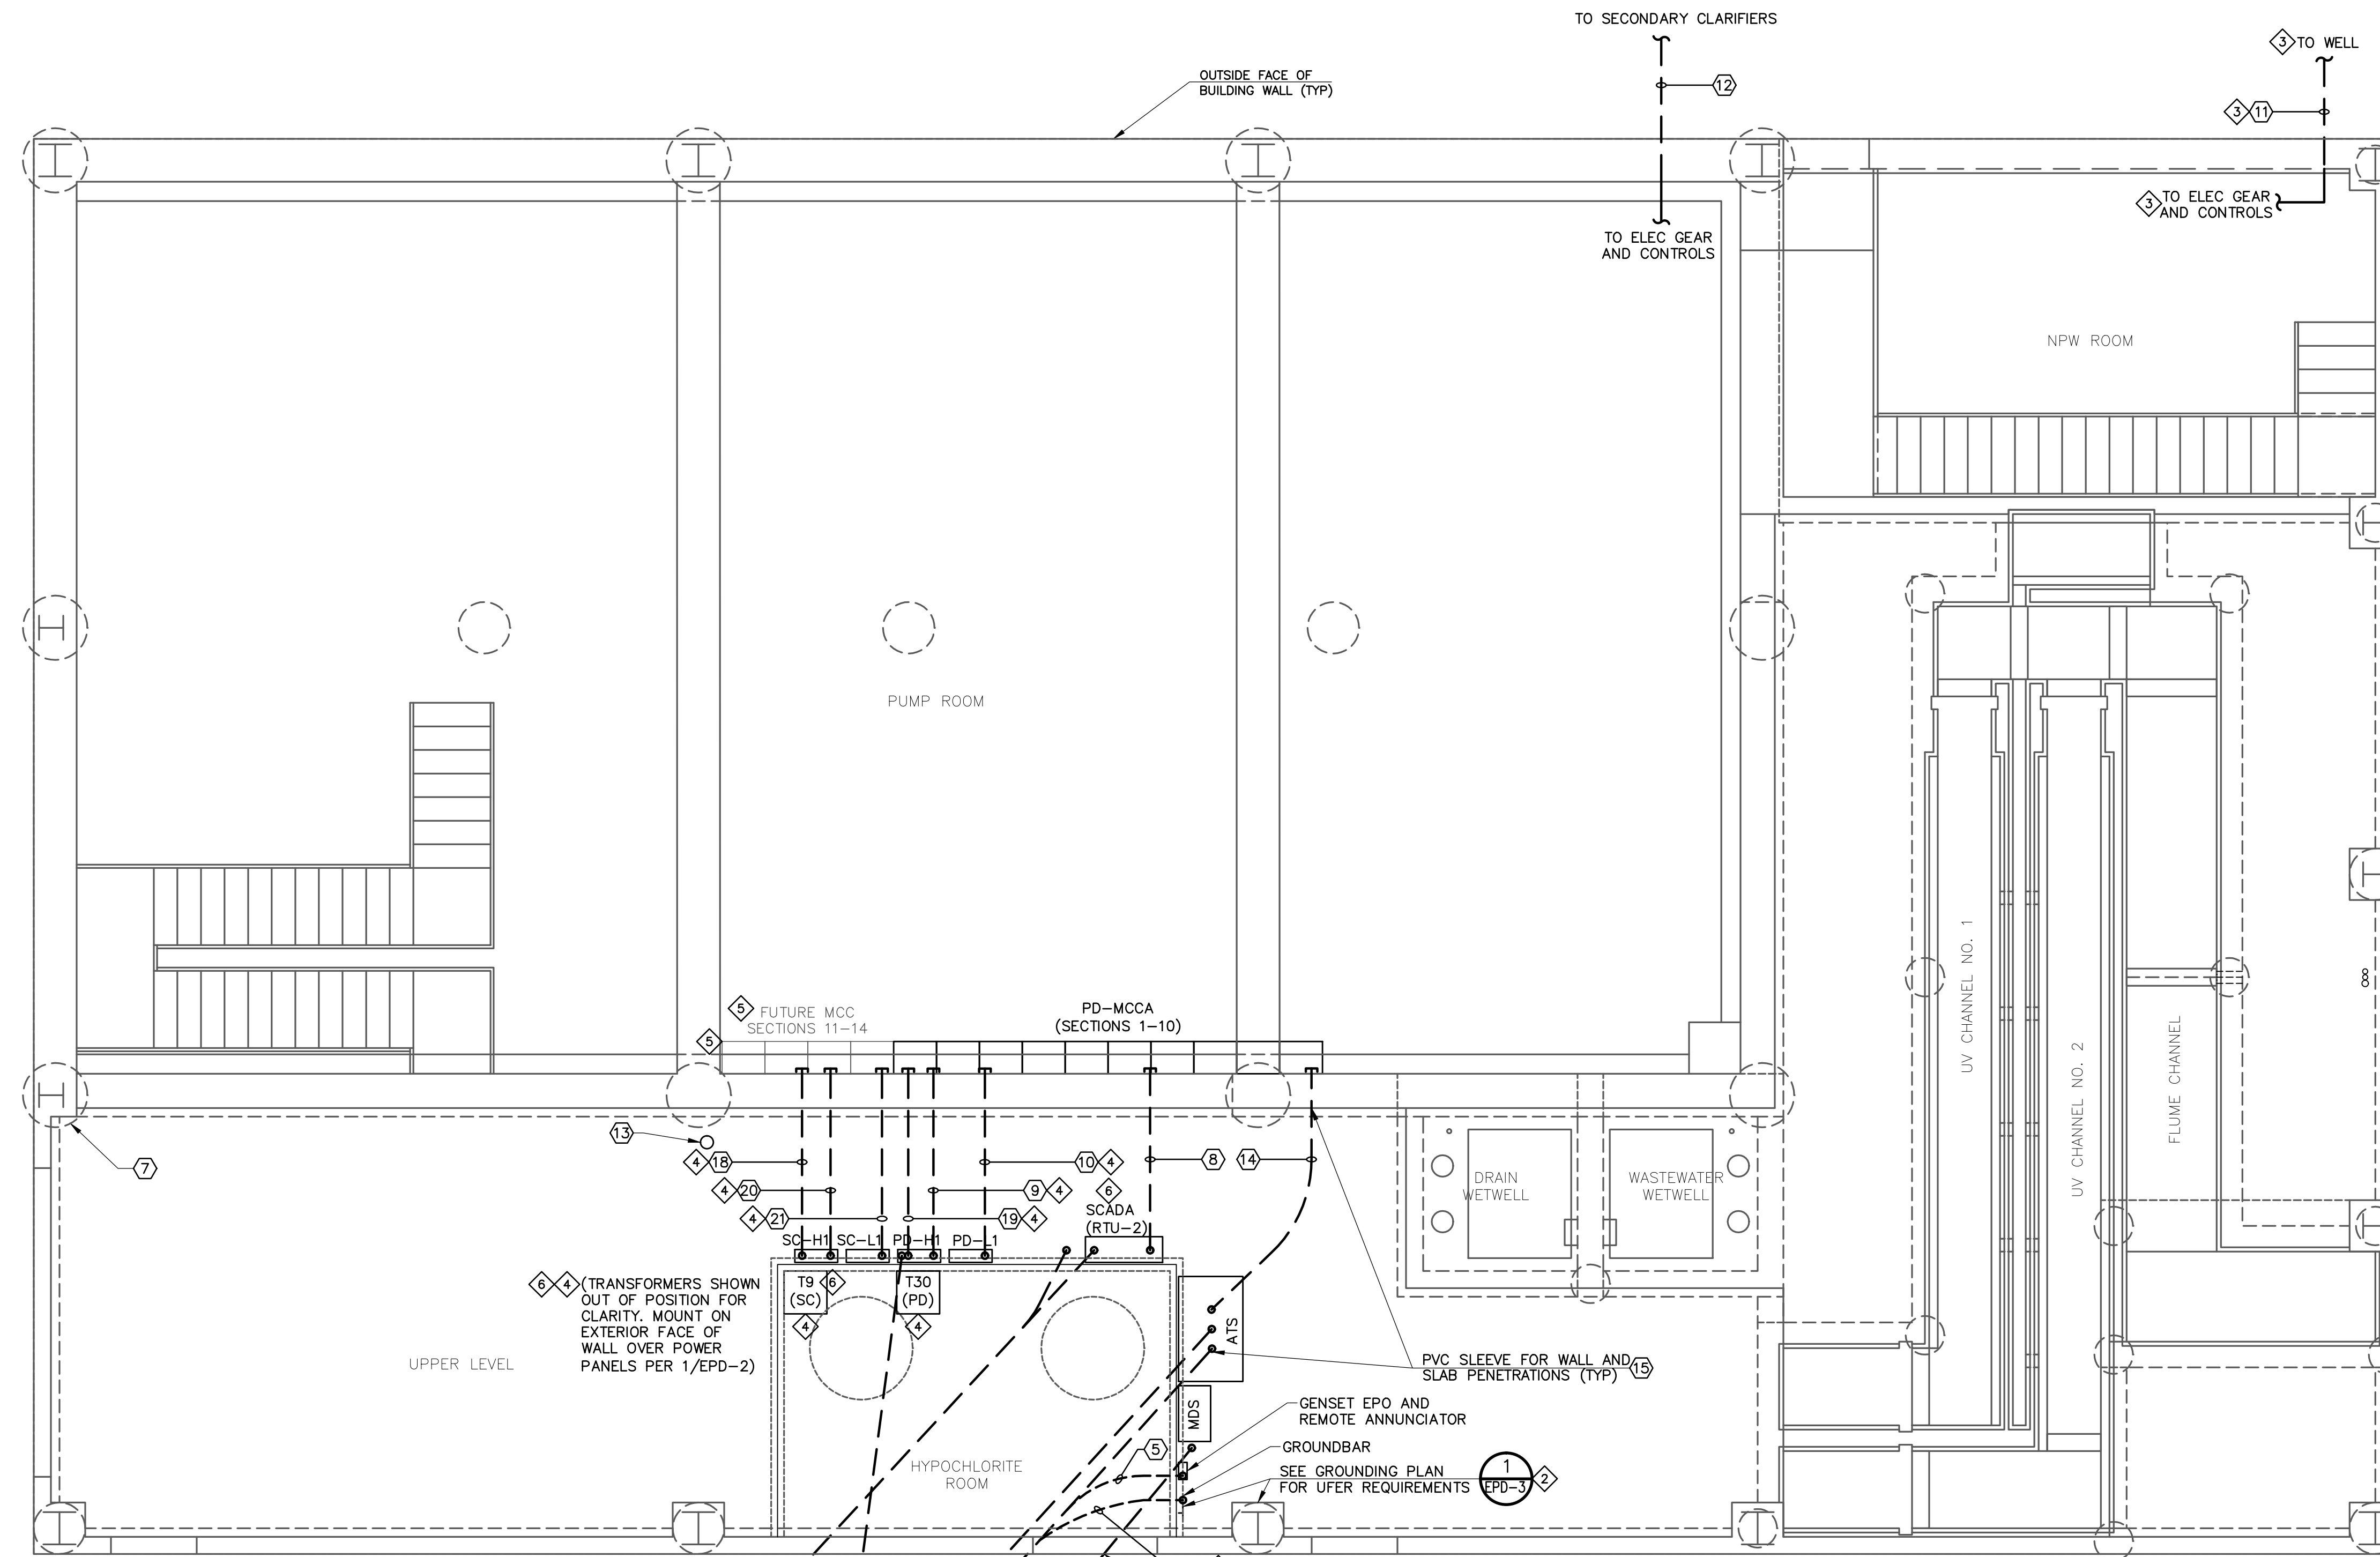 TO SECONDARY CLARIFIERS
3 TO WELL
OUTSIDE FACE OF
BUILDING WALL (TYP)
12
3 11
3 TO ELEC GEAR
AND CONTROLS
TO ELEC GEAR
AND CONTROLS
NPW ROOM
PUMP ROOM
UV CHANNEL NO. 1
UV CHANNEL NO. 2
FLUME CHANNEL
5 FUTURE MCC
SECTIONS 11-14
5
PD-MCCA
(SECTIONS 1-10)
13
7
4 18
4 20
4 21
10 4
9 4
19 4
8
14
6
SCADA
(RTU-2)
SC-H1
SC-L1
PD-H1
PD-L1
DRAIN
WETWELL
WASTEWATER
WETWELL
6 4 (TRANSFORMERS SHOWN
OUT OF POSITION FOR
CLARITY. MOUNT ON
EXTERIOR FACE OF
WALL OVER POWER
PANELS PER 1/EPD-2)
T9
(SC)
6
4
T30
(PD)
4
ATS
MDS
UPPER LEVEL
PVC SLEEVE FOR WALL AND
SLAB PENETRATIONS (TYP) 15
GENSET EPO AND
REMOTE ANNUNCIATOR
5
GROUNDBAR
HYPOCHLORITE
ROOM
SEE GROUNDING PLAN
FOR UFER REQUIREMENTS
1
EPD-3
2